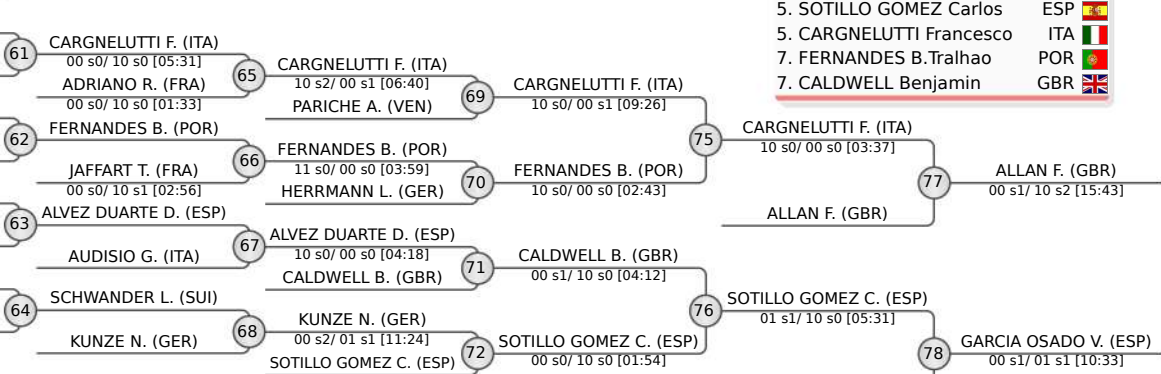 5. SOTILLO GOMEZ Carlos ESP
5. CARGNELUTTI Francesco ITA
7. FERNANDES B.Tralhao POR
7. CALDWELL Benjamin GBR
61
CARGNELUTTI F. (ITA)
00 s0/ 10 s0 [05:31]
ADRIANO R. (FRA)
00 s0/ 10 s0 [01:33]
62
FERNANDES B. (POR)
JAFFART T. (FRA)
00 s0/ 10 s1 [02:56]
63
ALVEZ DUARTE D. (ESP)
AUDISIO G. (ITA)
64
SCHWANDER L. (SUI)
KUNZE N. (GER)
65
CARGNELUTTI F. (ITA)
10 s2/ 00 s1 [06:40]
PARICHE A. (VEN)
66
FERNANDES B. (POR)
11 s0/ 00 s0 [03:59]
HERRMANN L. (GER)
67
ALVEZ DUARTE D. (ESP)
10 s0/ 00 s0 [04:18]
CALDWELL B. (GBR)
68
KUNZE N. (GER)
00 s2/ 01 s1 [11:24]
SOTILLO GOMEZ C. (ESP)
69
CARGNELUTTI F. (ITA)
10 s0/ 00 s1 [09:26]
70
FERNANDES B. (POR)
10 s0/ 00 s0 [02:43]
71
CALDWELL B. (GBR)
00 s1/ 10 s0 [04:12]
72
SOTILLO GOMEZ C. (ESP)
00 s0/ 10 s0 [01:54]
75
CARGNELUTTI F. (ITA)
10 s0/ 00 s0 [03:37]
ALLAN F. (GBR)
76
SOTILLO GOMEZ C. (ESP)
01 s1/ 10 s0 [05:31]
77
ALLAN F. (GBR)
00 s1/ 10 s2 [15:43]
78
GARCIA OSADO V. (ESP)
00 s1/ 01 s1 [10:33]